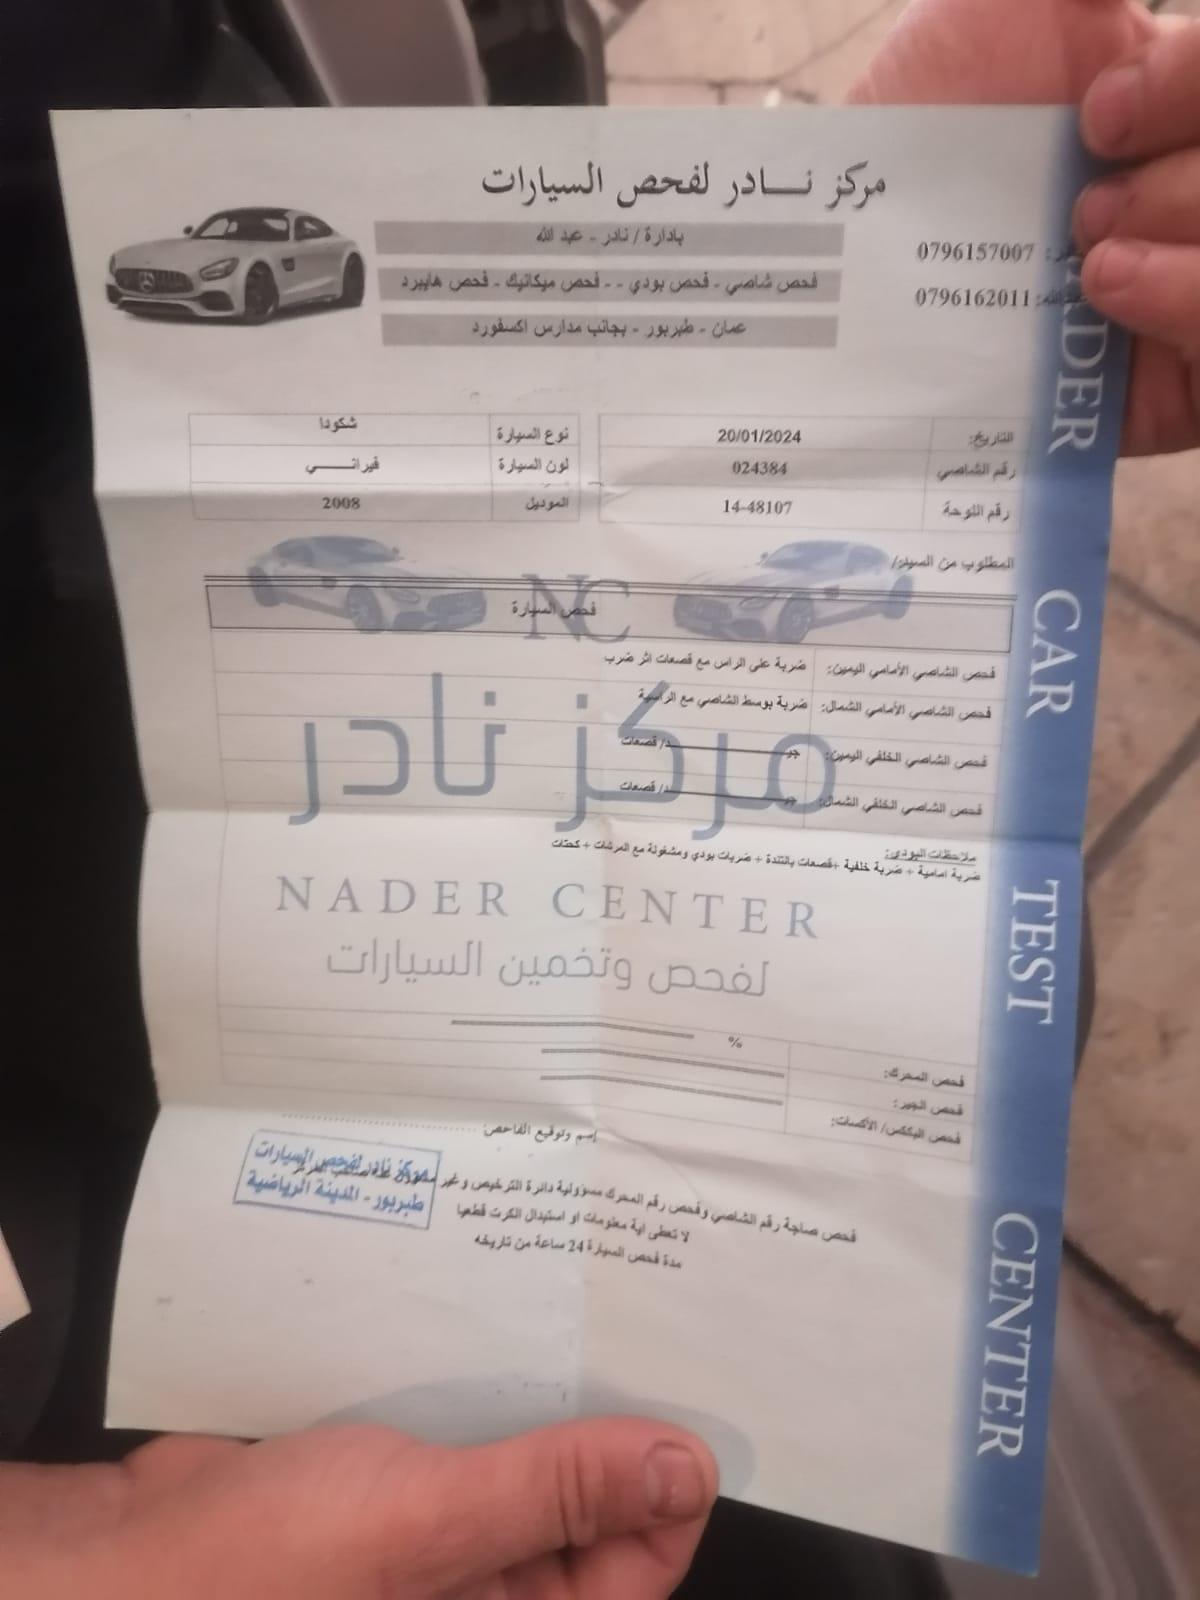 مركز نـــادر لفحص السيارات
بادارة / نادر - عبد الله
0796157007
فحص شاصي - فحص بودي - - فحص ميكانيك - فحص هايبرد
0796162011
عمان - طبربور - بجانب مدارس اكسفورد
التاريخ: 20/01/2024 نوع السيارة شكودا
رقم الشاصي 024384 لون السيارة فيرانـــي
رقم اللوحة 14-48107 الموديل 2008
المطلوب من السيد/
NC
فحص السيارة
فحص الشاصي الأمامي اليمين: ضربة على الراس مع قصعات اثر ضرب
فحص الشاصي الأمامي الشمال: ضربة بوسط الشاصي مع الراسية
فحص الشاصي الخلفي اليمين: جيـــــــد/ قصعات
فحص الشاصي الخلفي الشمال: جيـــــــد/ قصعات
مركز نادر
ملاحظات البودي:
ضربة امامية + ضربة خلفية +قصعات بالتندة + ضربات بودي ومشغولة مع المرشات + كحتات
NADER CENTER
لفحص وتخمين السيارات
فحص المحرك: %
فحص الجير:
فحص البكس/ الأكسات:
إسم وتوقيع الفاحص:
مركز نادر لفحص السيارات
طبربور - المدينة الرياضية
فحص صاجة رقم الشاصي وفحص رقم المحرك مسؤولية دائرة الترخيص وغير
لا تعطى اية معلومات او استبدال الكرت قطعيا
مدة فحص السيارة 24 ساعة من تاريخه
CAR TEST CENTER